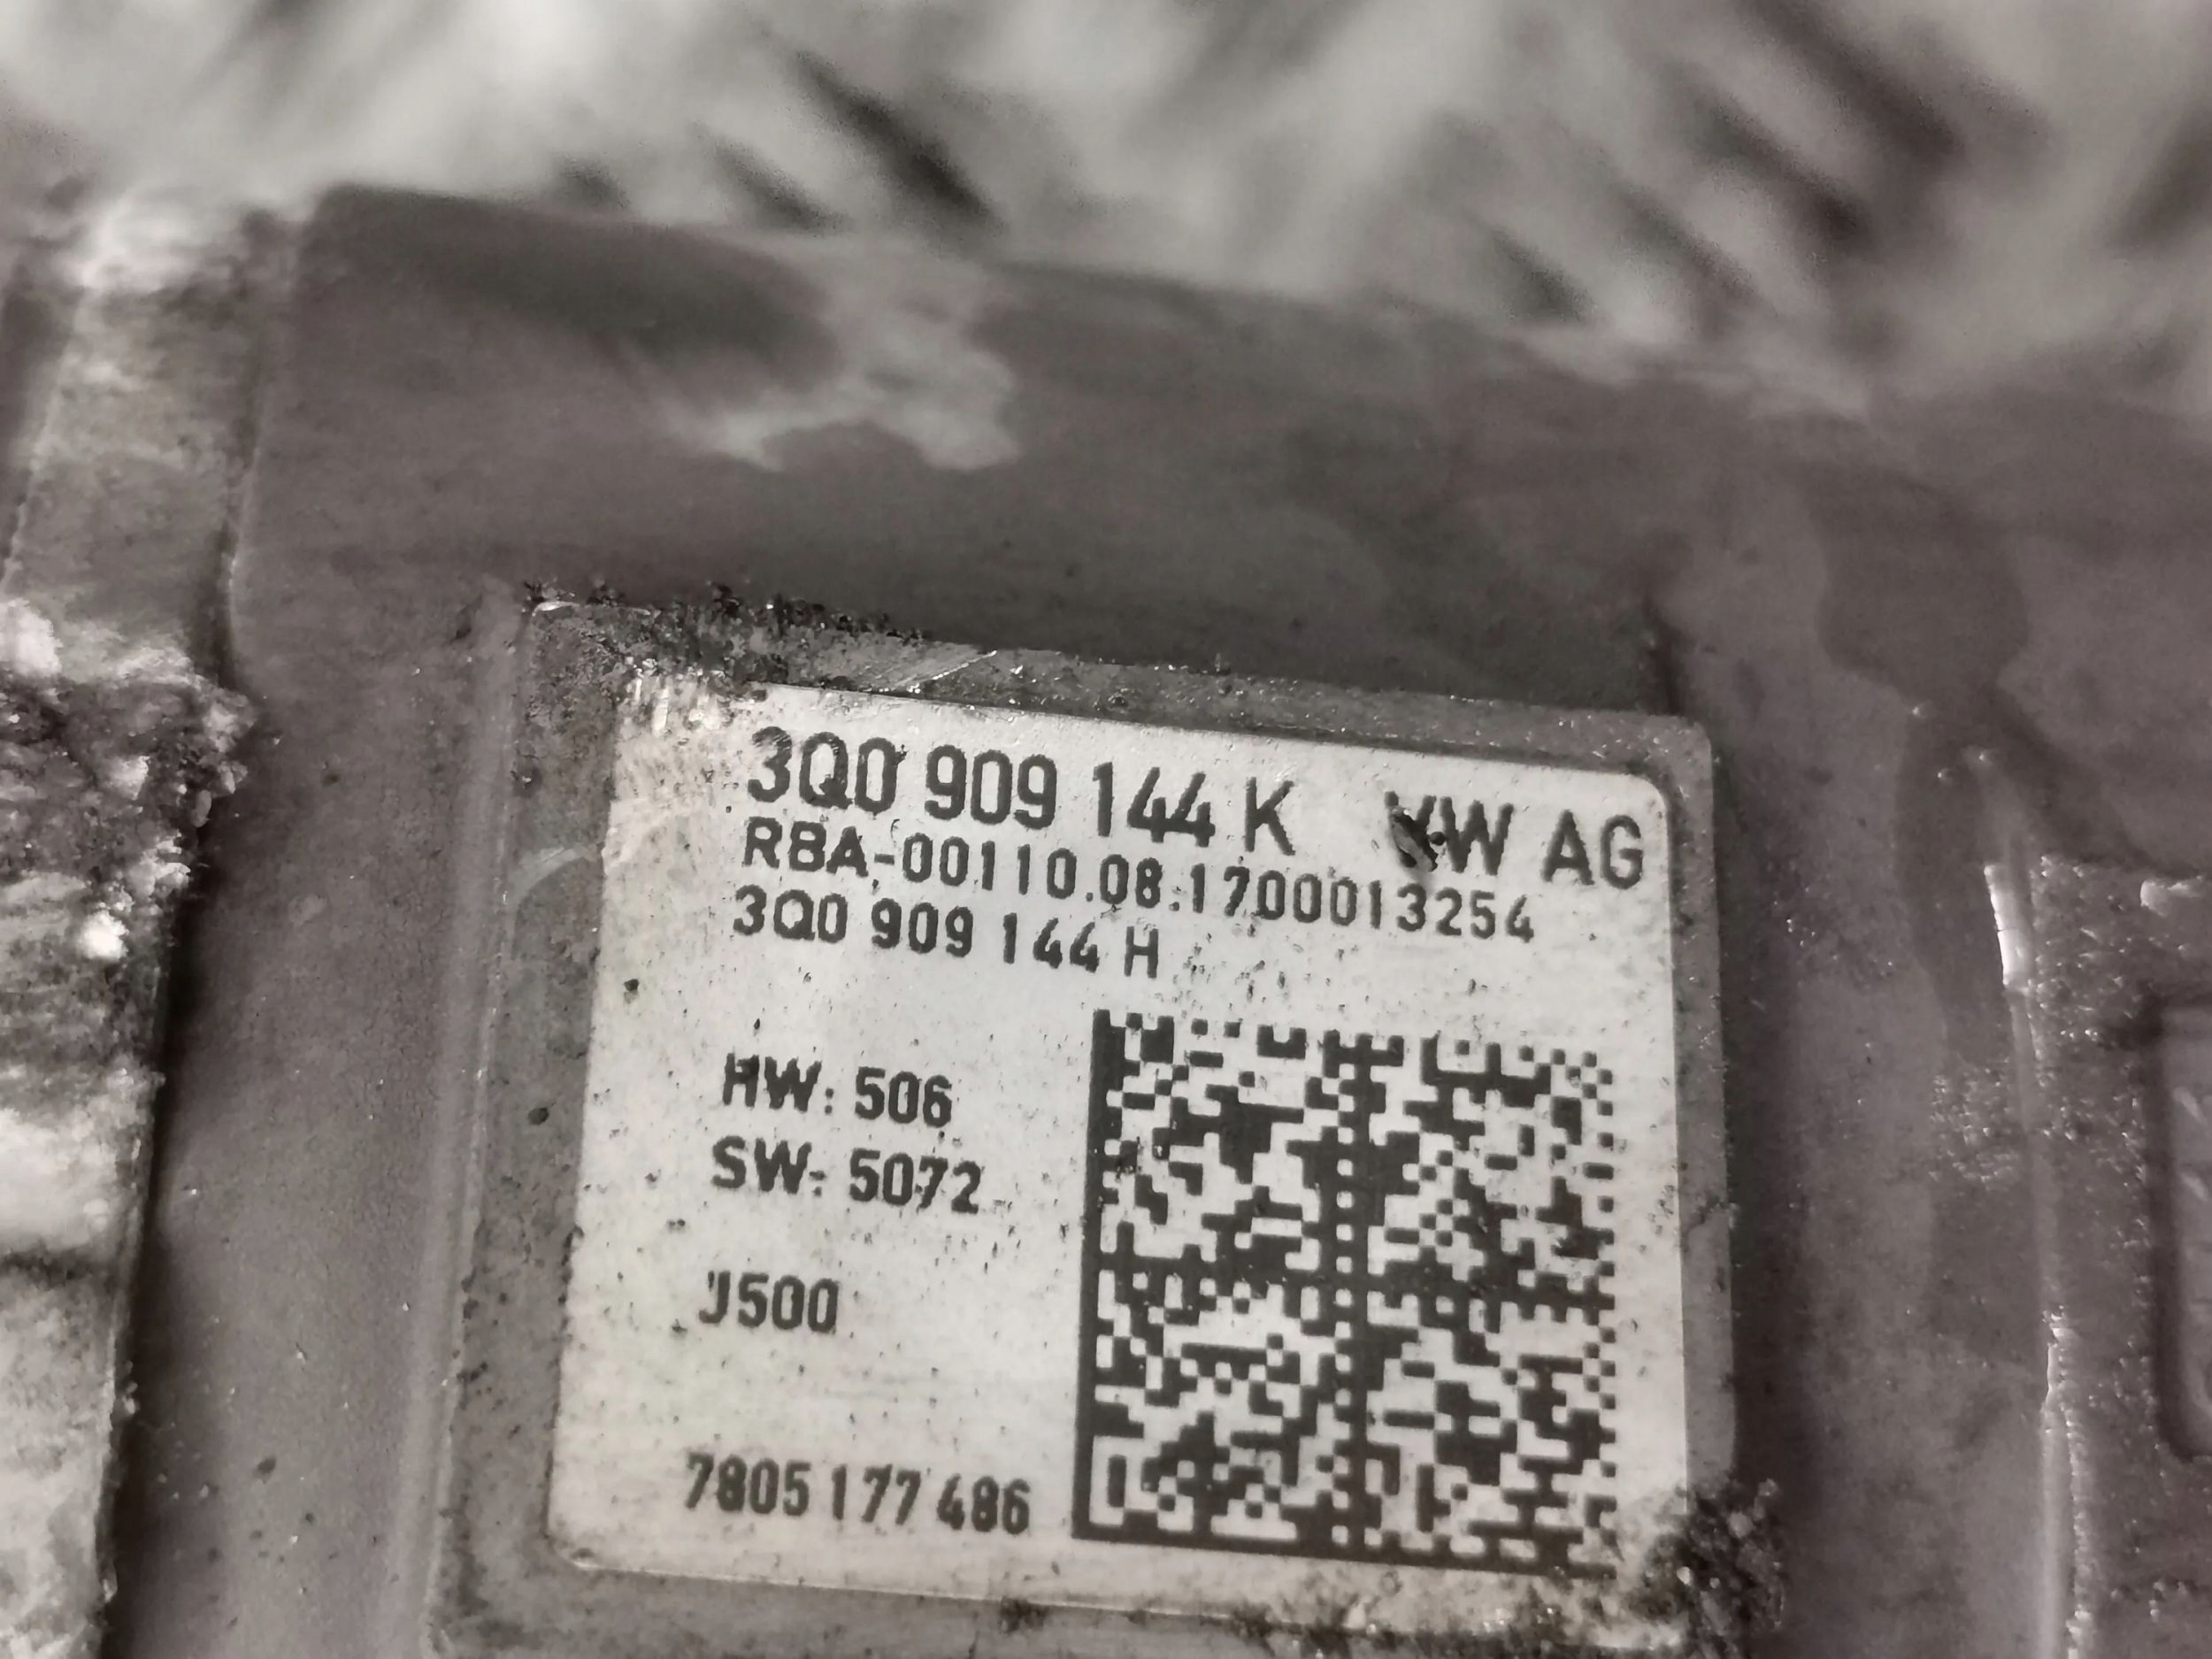 3Q0 909 144 K VW AG
RBA-00110.08.1700013254
3Q0 909 144 H
HW: 506
SW: 5072
J500
7805 177 486